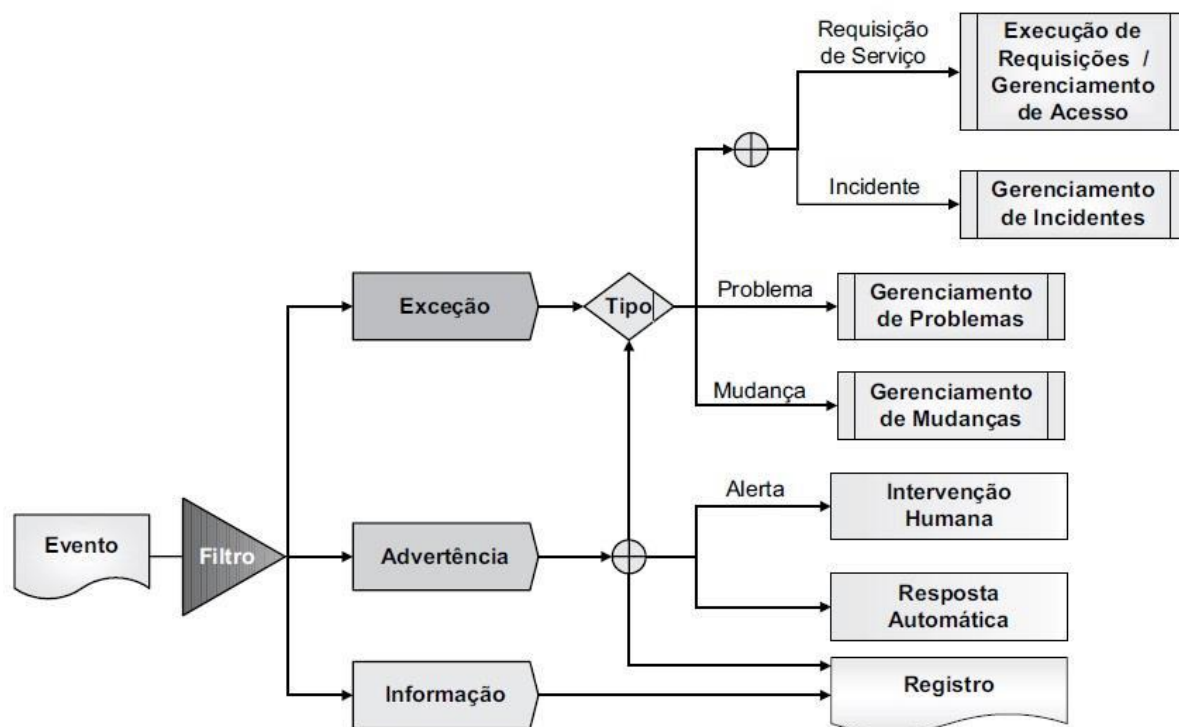 Requisição
de Serviço
Execução de
Requisições /
Gerenciamento
de Acesso
Incidente
Gerenciamento
de Incidentes
Exceção
Tipo
Problema
Gerenciamento
de Problemas
Mudança
Gerenciamento
de Mudanças
Evento
Filtro
Advertência
Alerta
Intervenção
Humana
Resposta
Automática
Informação
Registro